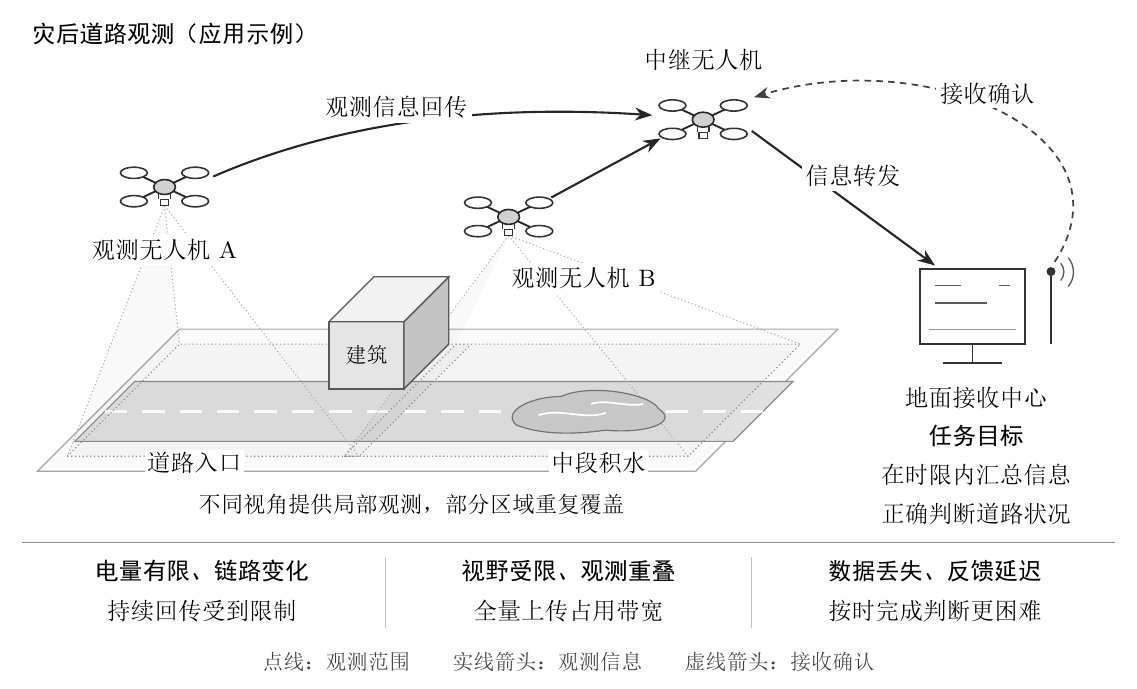 灾后道路观测（应用示例）
中继无人机
接收确认
观测信息回传
信息转发
观测无人机 A
观测无人机 B
建筑
道路入口
中段积水
不同视角提供局部观测，部分区域重复覆盖
地面接收中心
任务目标
在时限内汇总信息
正确判断道路状况
电量有限、链路变化
持续回传受到限制
视野受限、观测重叠
全量上传占用带宽
数据丢失、反馈延迟
按时完成判断更困难
点线：观测范围 实线箭头：观测信息 虚线箭头：接收确认